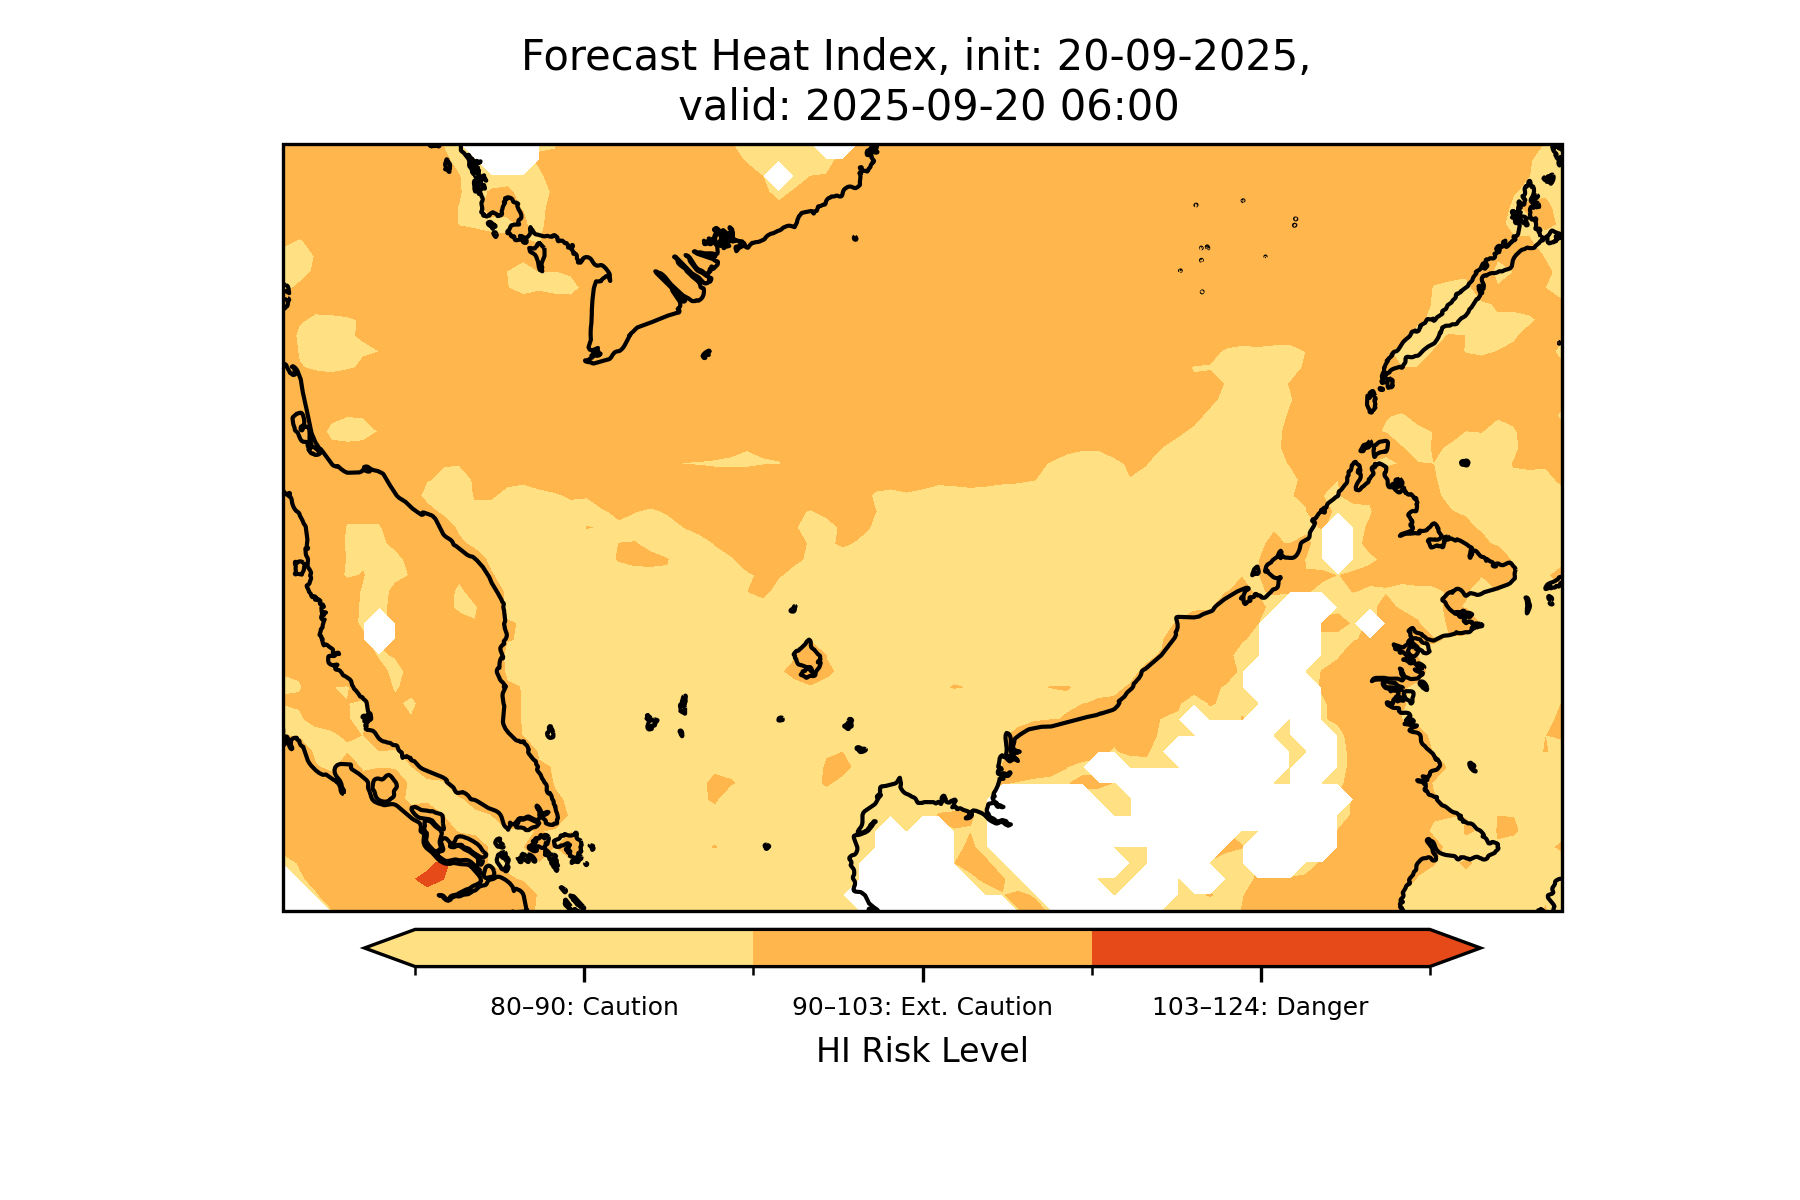 Forecast Heat Index, init: 20-09-2025,
valid: 2025-09-20 06:00
80–90: Caution
90–103: Ext. Caution
103–124: Danger
HI Risk Level